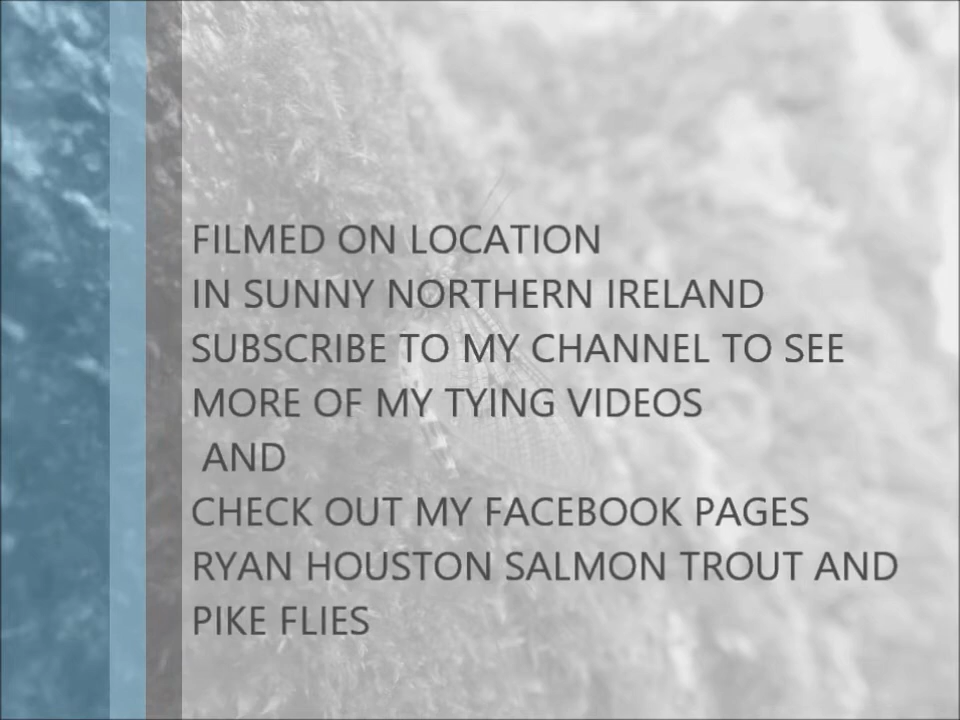 FILMED ON LOCATION
IN SUNNY NORTHERN IRELAND
SUBSCRIBE TO MY CHANNEL TO SEE
MORE OF MY TYING VIDEOS
AND
CHECK OUT MY FACEBOOK PAGES
RYAN HOUSTON SALMON TROUT AND
PIKE FLIES